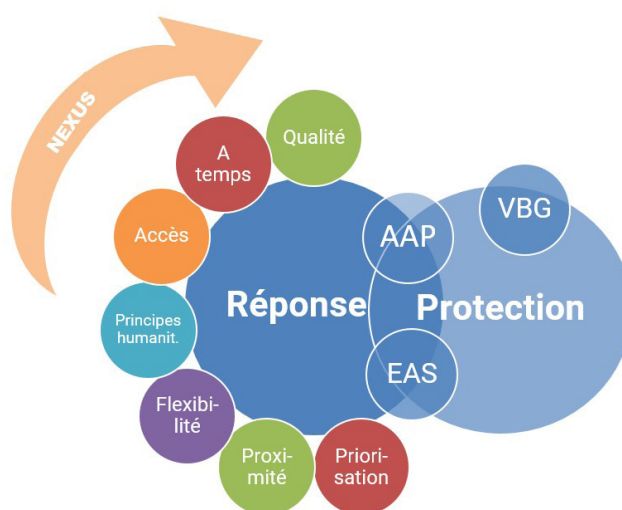 NEXUS
A
temps
Qualité
Accès
AAP
VBG
Réponse
Protection
Principes
humanit.
EAS
Flexibi-
lité
Proxi-
mité
Priori-
sation